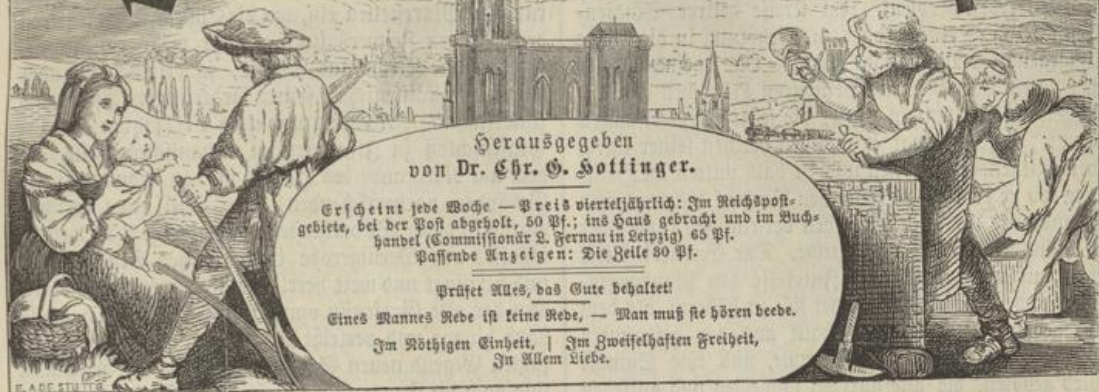 Herausgegeben
von Dr. Chr. G. Hottinger.
Erscheint jede Woche — Preis vierteljährlich: Im Reichspost-
gebiete, bei der Post abgeholt, 50 Pf.; ins Haus gebracht und im Buch-
handel (Commissionär L. Fernau in Leipzig) 65 Pf.
Passende Anzeigen: Die Zeile 30 Pf.
Prüfet Alles, das Gute behaltet!
Eines Mannes Rede ist keine Rede, — Man muß sie hören beede.
Im Nöthigen Einheit, | Im Zweifelhaften Freiheit,
In Allem Liebe.